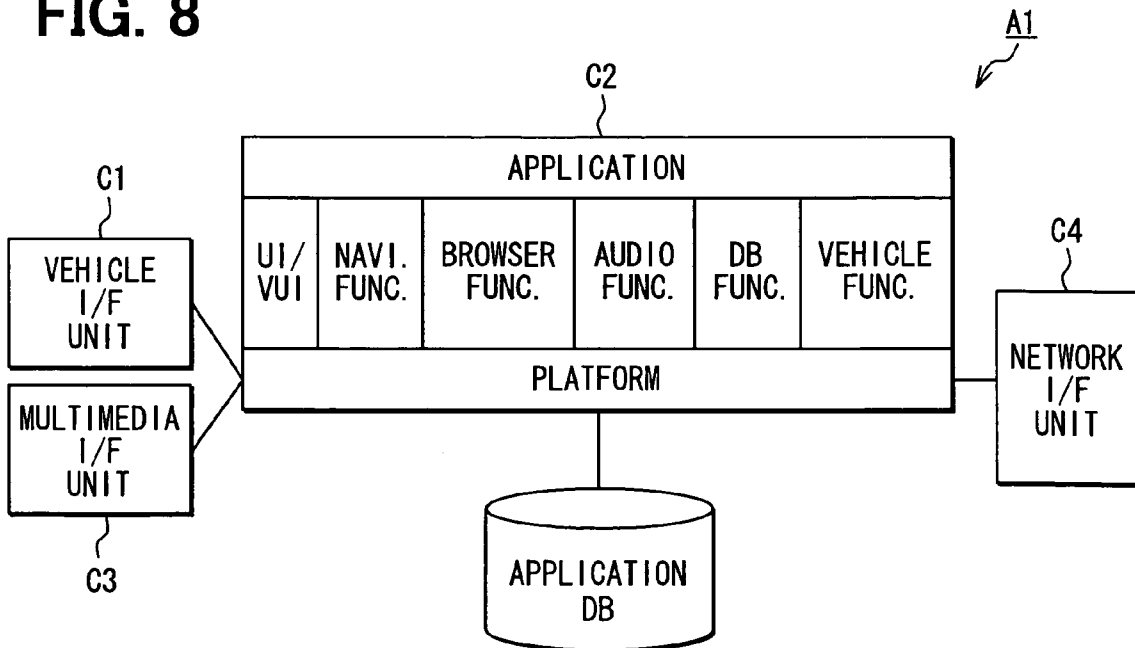 FIG. 8
A1
C2
APPLICATION
C1
VEHICLE
I/F
UNIT
UI/
VUI
NAVI.
FUNC.
BROWSER
FUNC.
AUDIO
FUNC.
DB
FUNC.
VEHICLE
FUNC.
C4
NETWORK
I/F
UNIT
PLATFORM
MULTIMEDIA
I/F
UNIT
C3
APPLICATION
DB